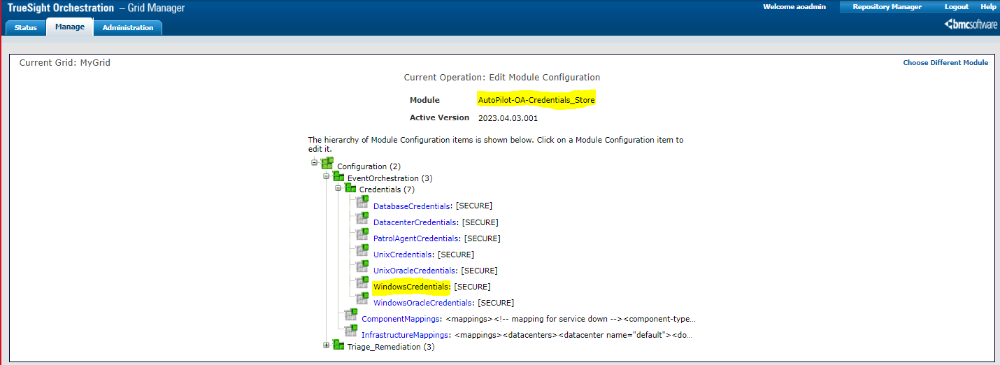 TrueSight Orchestration – Grid Manager
Welcome aoadmin
Repository Manager
Logout
Help
Status
Manage
Administration
bmcsoftware
Current Grid: MyGrid
Choose Different Module
Current Operation: Edit Module Configuration
Module AutoPilot-OA-Credentials_Store
Active Version 2023.04.03.001
The hierarchy of Module Configuration items is shown below. Click on a Module Configuration item to
edit it.
Configuration (2)
EventOrchestration (3)
Credentials (7)
DatabaseCredentials: [SECURE]
DatacenterCredentials: [SECURE]
PatrolAgentCredentials: [SECURE]
UnixCredentials: [SECURE]
UnixOracleCredentials: [SECURE]
WindowsCredentials: [SECURE]
WindowsOracleCredentials: [SECURE]
ComponentMappings: <mappings><!-- mapping for service down --><component-type...
InfrastructureMappings: <mappings><datacenters><datacenter name="default"><do...
Triage_Remediation (3)